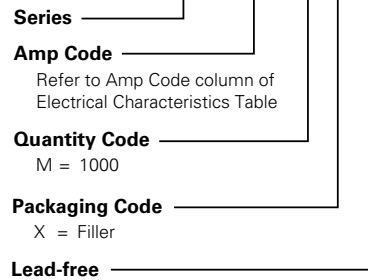 Series
Amp Code
Refer to Amp Code column of
Electrical Characteristics Table
Quantity Code
M = 1000
Packaging Code
X = Filler
Lead-free